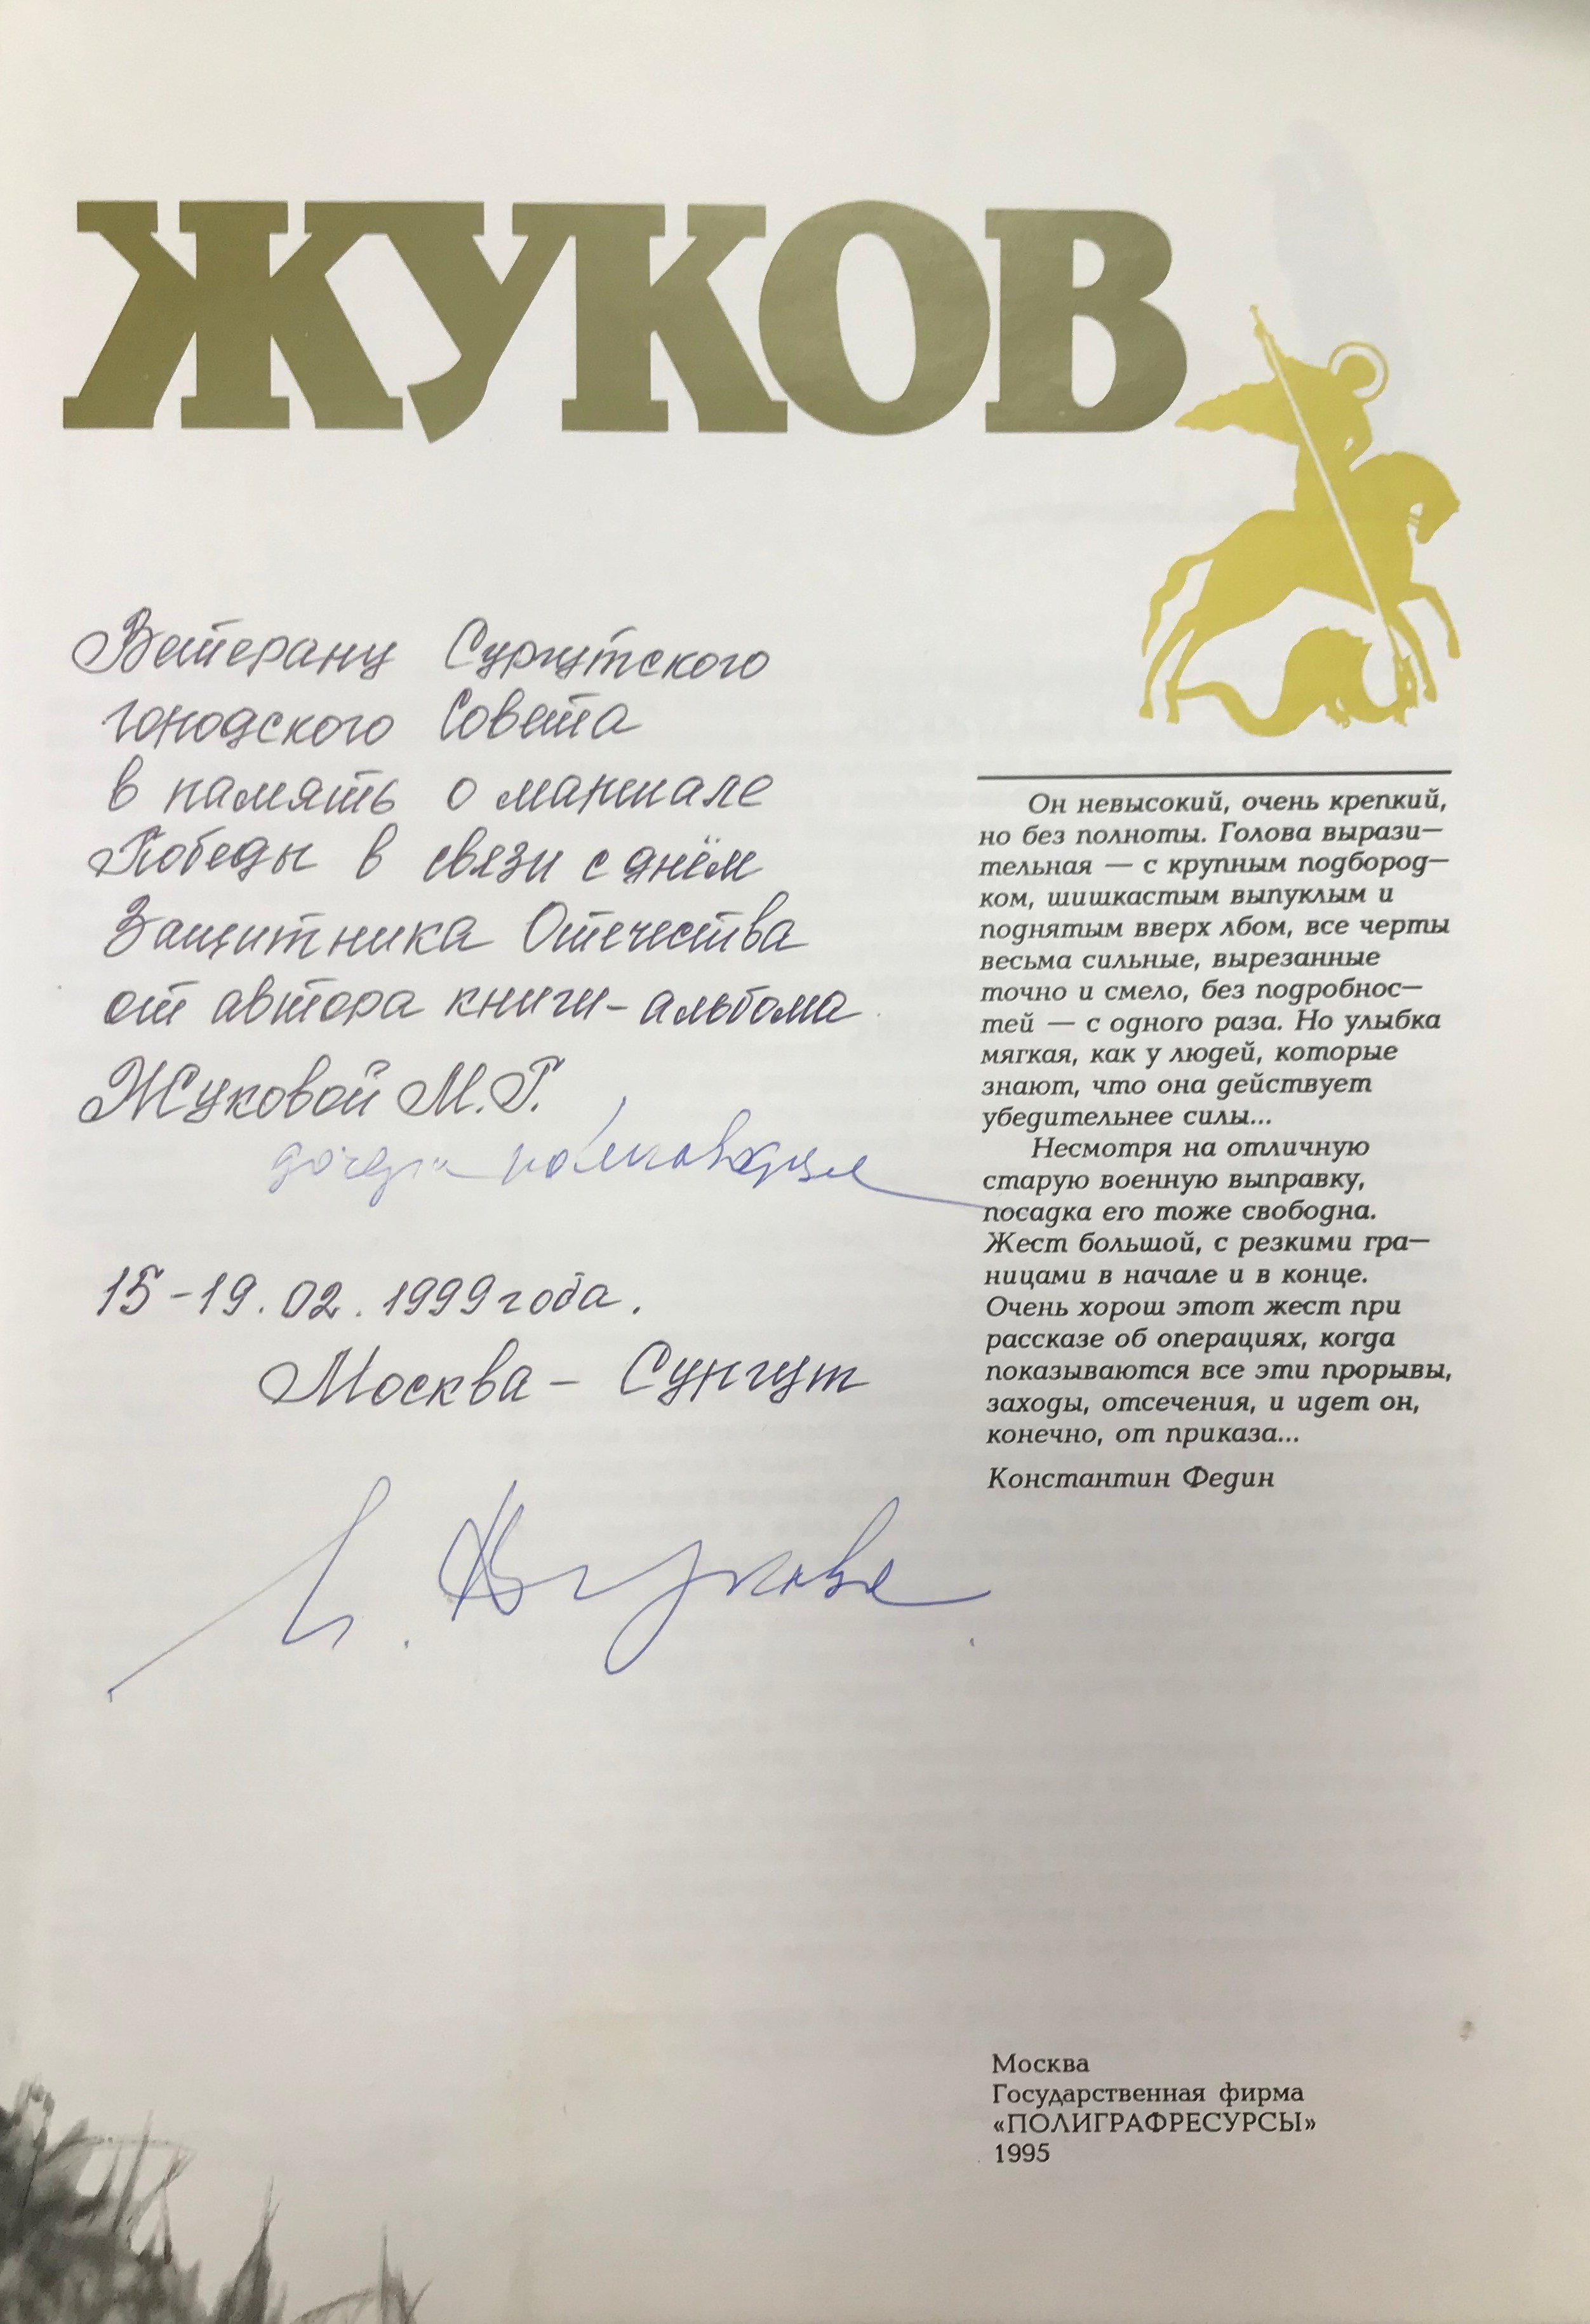 ЖУКОВ
Ветерану Сургутского
городского Совета
в память о маршале
Победы в связи с днём
Защитника Отечества
от автора книги-альбома
Жуковой М.Г.
дочери полководца
15-19.02.1999 года.
Москва - Сургут
М. Жукова
Он невысокий, очень крепкий,
но без полноты. Голова вырази—
тельная — с крупным подбород—
ком, шишкастым выпуклым и
поднятым вверх лбом, все черты
весьма сильные, вырезанные
точно и смело, без подробнос—
тей — с одного раза. Но улыбка
мягкая, как у людей, которые
знают, что она действует
убедительнее силы...
Несмотря на отличную
старую военную выправку,
посадка его тоже свободна.
Жест большой, с резкими гра—
ницами в начале и в конце.
Очень хорош этот жест при
рассказе об операциях, когда
показываются все эти прорывы,
заходы, отсечения, и идет он,
конечно, от приказа...
Константин Федин
Москва
Государственная фирма
«ПОЛИГРАФРЕСУРСЫ»
1995